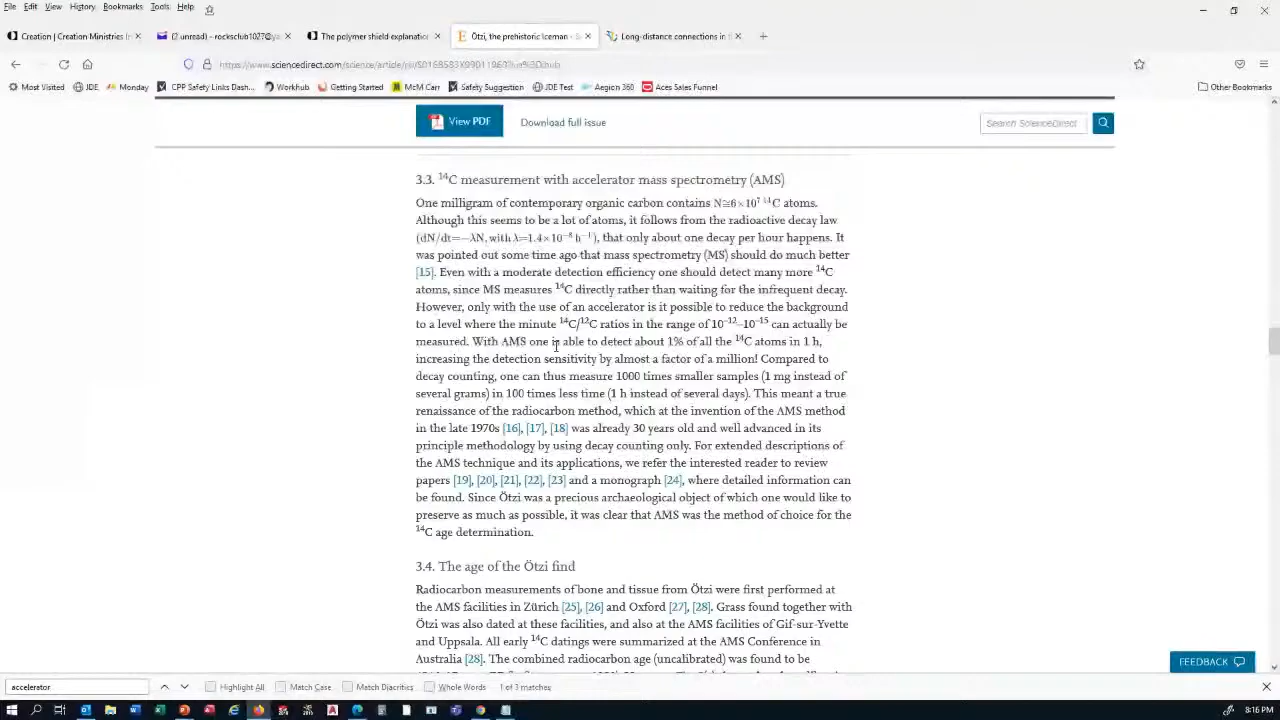 File Edit View History Bookmarks Tools Help
Creation | Creation Ministries In
The polymer shield explanation
Ötzi, the prehistoric Iceman - S
Long-distance connections in t
Most Visited JDE Monday CPP Safety Links Dash... Workhub Getting Started McM Carr Safety Suggestion JDE Test Aegion 360 Aces Sales Funnel Other Bookmarks
View PDF Download full issue Search ScienceDirect
3.3. ¹⁴C measurement with accelerator mass spectrometry (AMS)
One milligram of contemporary organic carbon contains N≅6×10⁷ ¹⁴C atoms.
Although this seems to be a lot of atoms, it follows from the radioactive decay law
(dN/dt=−λN, with λ=1.4×10⁻⁸ h⁻¹), that only about one decay per hour happens. It
was pointed out some time ago that mass spectrometry (MS) should do much better
[15]. Even with a moderate detection efficiency one should detect many more ¹⁴C
atoms, since MS measures ¹⁴C directly rather than waiting for the infrequent decay.
However, only with the use of an accelerator is it possible to reduce the background
to a level where the minute ¹⁴C/¹²C ratios in the range of 10⁻¹²–10⁻¹⁵ can actually be
measured. With AMS one is able to detect about 1% of all the ¹⁴C atoms in 1 h,
increasing the detection sensitivity by almost a factor of a million! Compared to
decay counting, one can thus measure 1000 times smaller samples (1 mg instead of
several grams) in 100 times less time (1 h instead of several days). This meant a true
renaissance of the radiocarbon method, which at the invention of the AMS method
in the late 1970s [16], [17], [18] was already 30 years old and well advanced in its
principle methodology by using decay counting only. For extended descriptions of
the AMS technique and its applications, we refer the interested reader to review
papers [19], [20], [21], [22], [23] and a monograph [24], where detailed information can
be found. Since Ötzi was a precious archaeological object of which one would like to
preserve as much as possible, it was clear that AMS was the method of choice for the
¹⁴C age determination.
3.4. The age of the Ötzi find
Radiocarbon measurements of bone and tissue from Ötzi were first performed at
the AMS facilities in Zürich [25], [26] and Oxford [27], [28]. Grass found together with
Ötzi was also dated at these facilities, and also at the AMS facilities of Gif-sur-Yvette
and Uppsala. All early ¹⁴C datings were summarized at the AMS Conference in
Australia [28]. The combined radiocarbon age (uncalibrated) was found to be
FEEDBACK
accelerator Highlight All Match Case Match Diacritics Whole Words 1 of 3 matches
8:16 PM